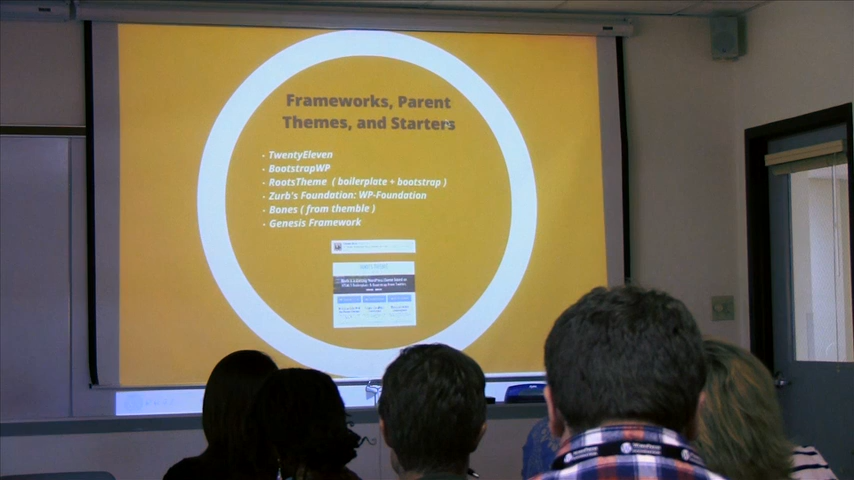 Frameworks, Parent
Themes, and Starters
· TwentyEleven
· BootstrapWP
· RootsTheme ( boilerplate + bootstrap )
· Zurb's Foundation: WP-Foundation
· Bones ( from themble )
· Genesis Framework